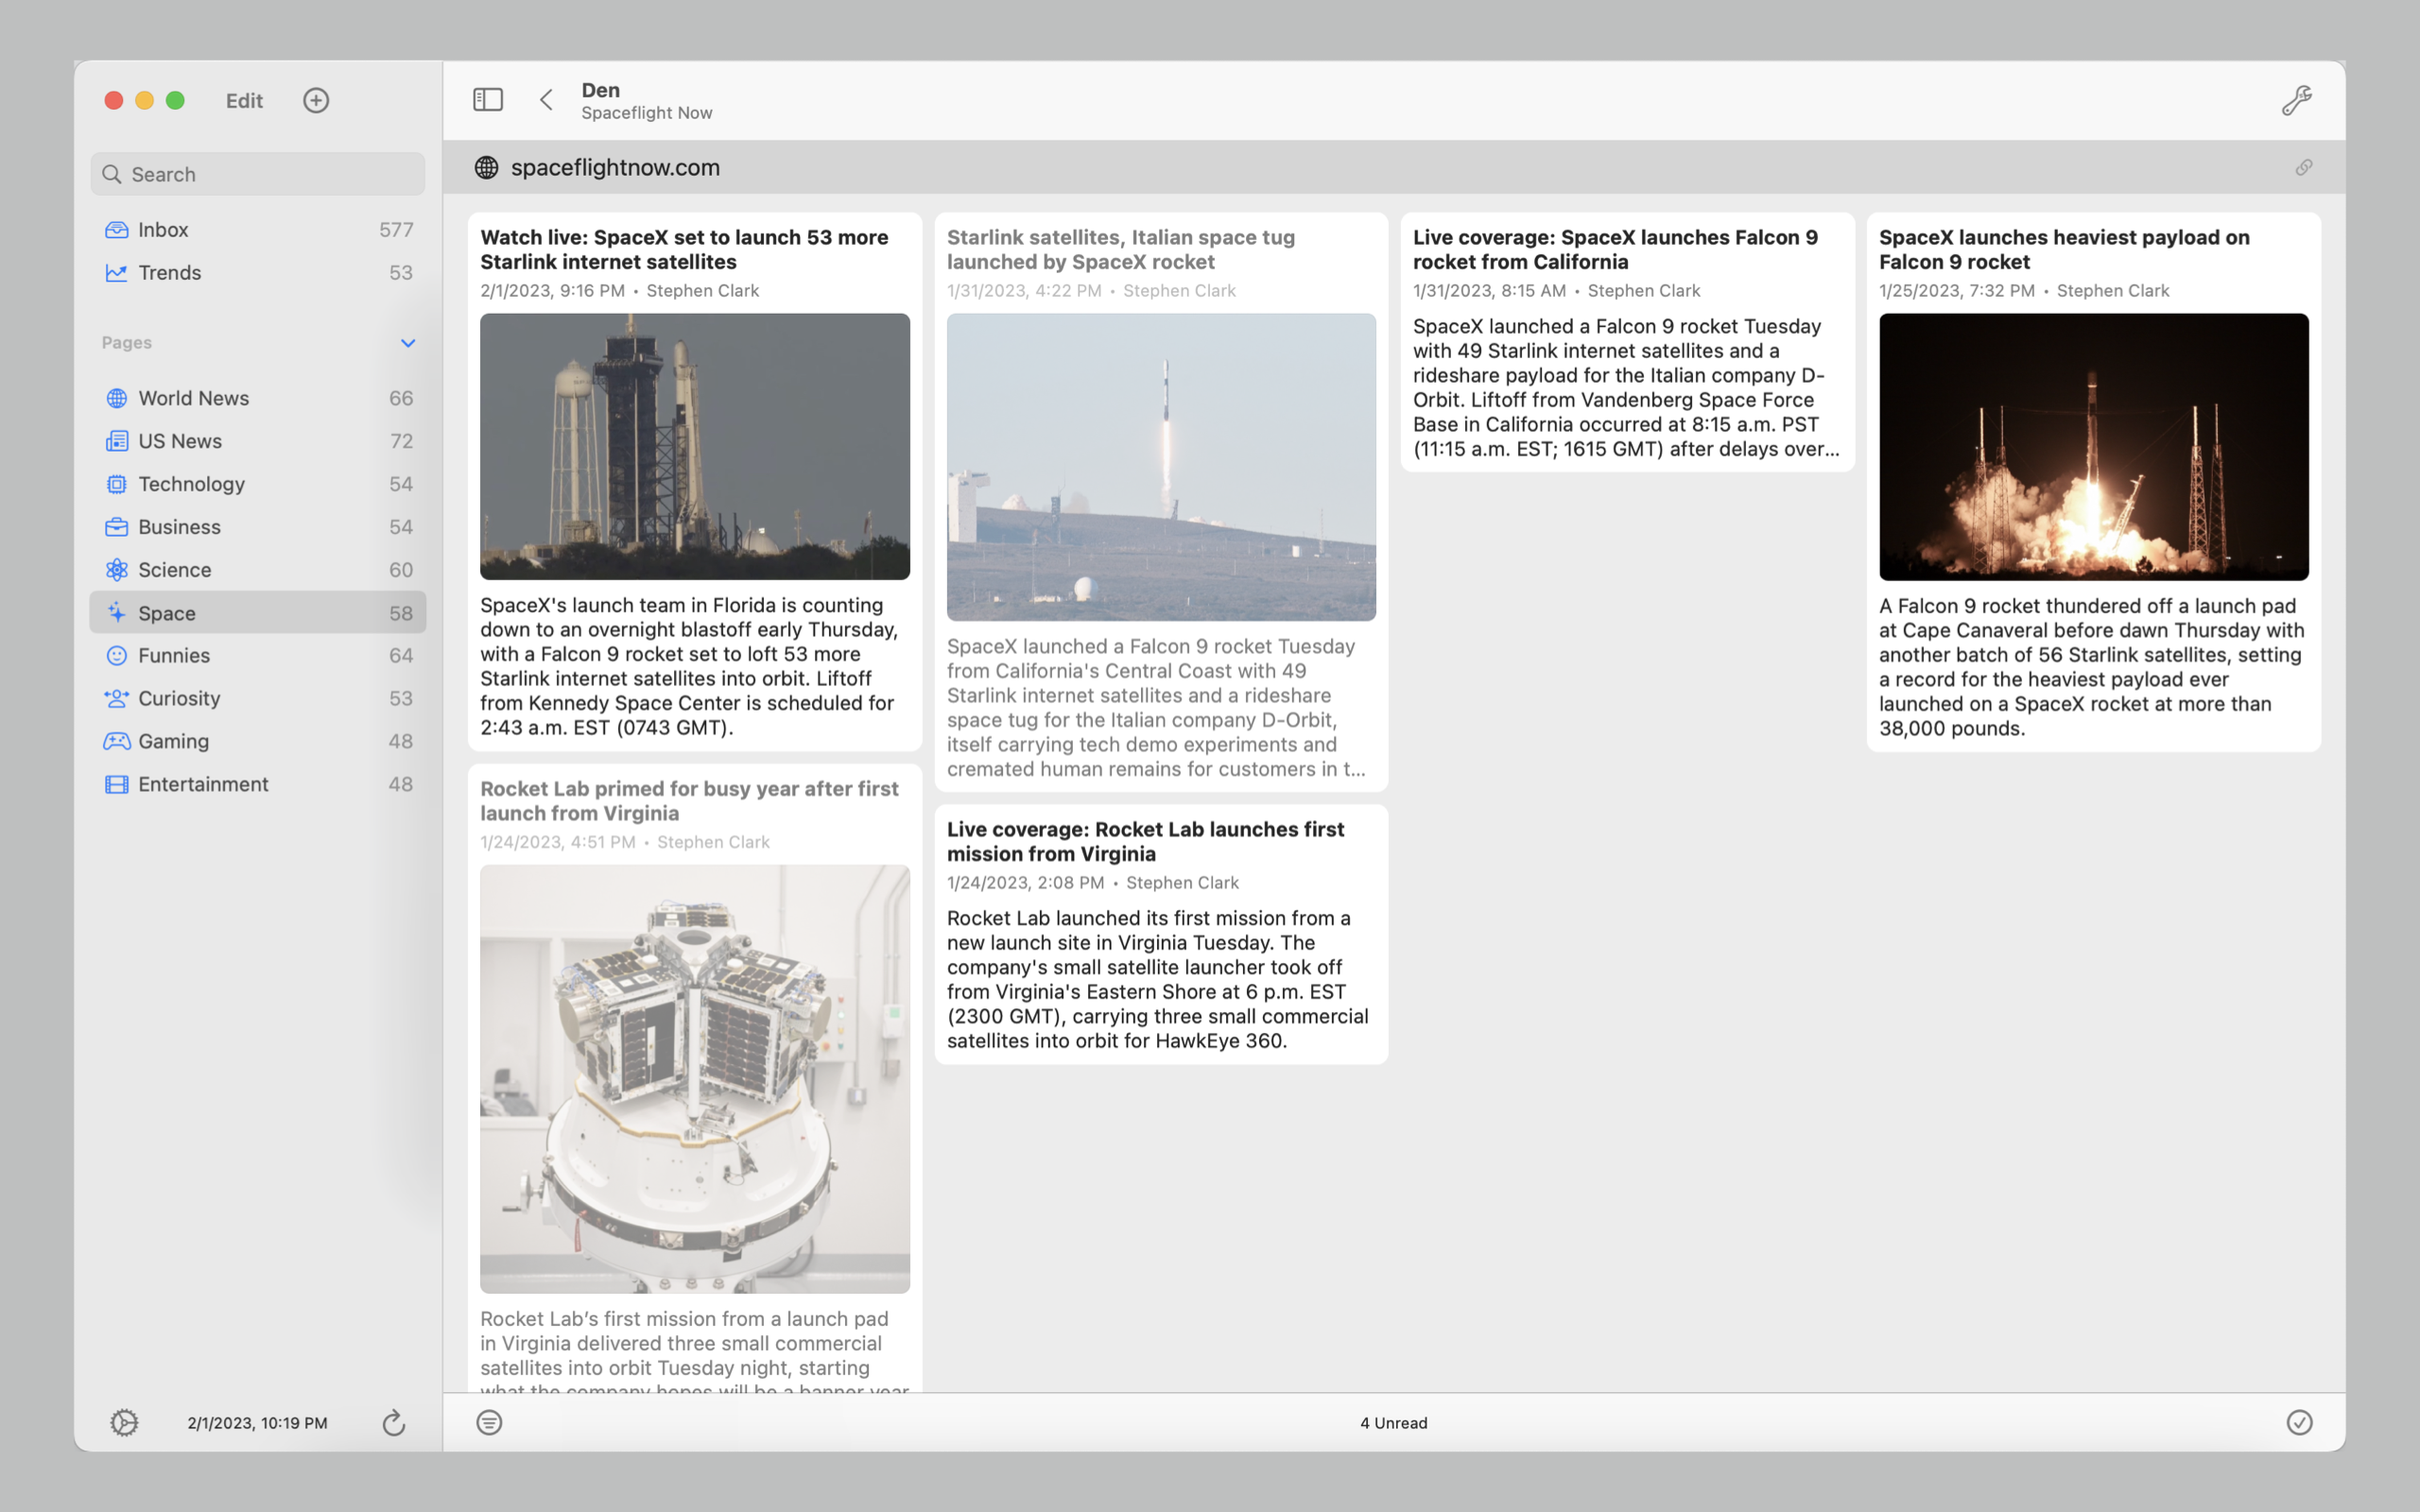 Edit
Search
Inbox 577
Trends 53
Pages
World News 66
US News 72
Technology 54
Business 54
Science 60
Space 58
Funnies 64
Curiosity 53
Gaming 48
Entertainment 48
2/1/2023, 10:19 PM
Den
Spaceflight Now
spaceflightnow.com
Watch live: SpaceX set to launch 53 more
Starlink internet satellites
2/1/2023, 9:16 PM • Stephen Clark
SpaceX's launch team in Florida is counting
down to an overnight blastoff early Thursday,
with a Falcon 9 rocket set to loft 53 more
Starlink internet satellites into orbit. Liftoff
from Kennedy Space Center is scheduled for
2:43 a.m. EST (0743 GMT).
Rocket Lab primed for busy year after first
launch from Virginia
1/24/2023, 4:51 PM • Stephen Clark
Rocket Lab’s first mission from a launch pad
in Virginia delivered three small commercial
satellites into orbit Tuesday night, starting
what the company hopes will be a banner year
Starlink satellites, Italian space tug
launched by SpaceX rocket
1/31/2023, 4:22 PM • Stephen Clark
SpaceX launched a Falcon 9 rocket Tuesday
from California's Central Coast with 49
Starlink internet satellites and a rideshare
space tug for the Italian company D-Orbit,
itself carrying tech demo experiments and
cremated human remains for customers in t...
Live coverage: Rocket Lab launches first
mission from Virginia
1/24/2023, 2:08 PM • Stephen Clark
Rocket Lab launched its first mission from a
new launch site in Virginia Tuesday. The
company's small satellite launcher took off
from Virginia's Eastern Shore at 6 p.m. EST
(2300 GMT), carrying three small commercial
satellites into orbit for HawkEye 360.
Live coverage: SpaceX launches Falcon 9
rocket from California
1/31/2023, 8:15 AM • Stephen Clark
SpaceX launched a Falcon 9 rocket Tuesday
with 49 Starlink internet satellites and a
rideshare payload for the Italian company D-
Orbit. Liftoff from Vandenberg Space Force
Base in California occurred at 8:15 a.m. PST
(11:15 a.m. EST; 1615 GMT) after delays over...
SpaceX launches heaviest payload on
Falcon 9 rocket
1/25/2023, 7:32 PM • Stephen Clark
A Falcon 9 rocket thundered off a launch pad
at Cape Canaveral before dawn Thursday with
another batch of 56 Starlink satellites, setting
a record for the heaviest payload ever
launched on a SpaceX rocket at more than
38,000 pounds.
4 Unread